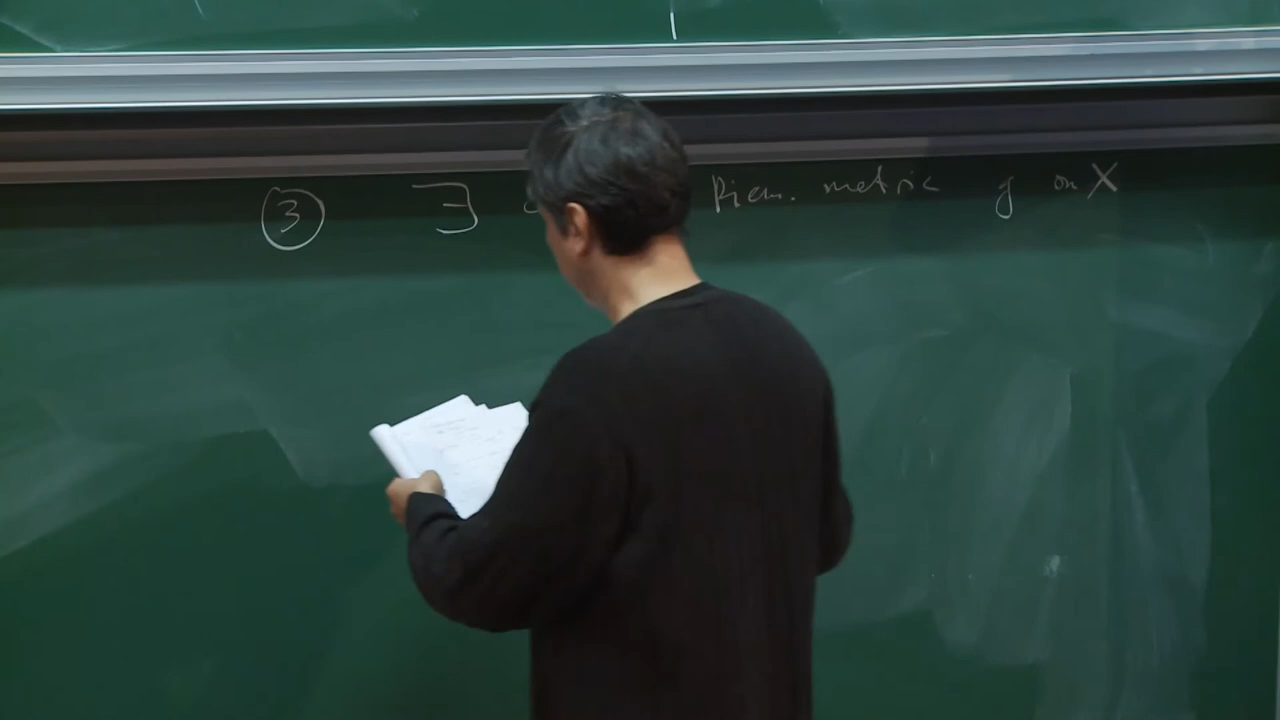 ③ ∃ Riem. metric g on X